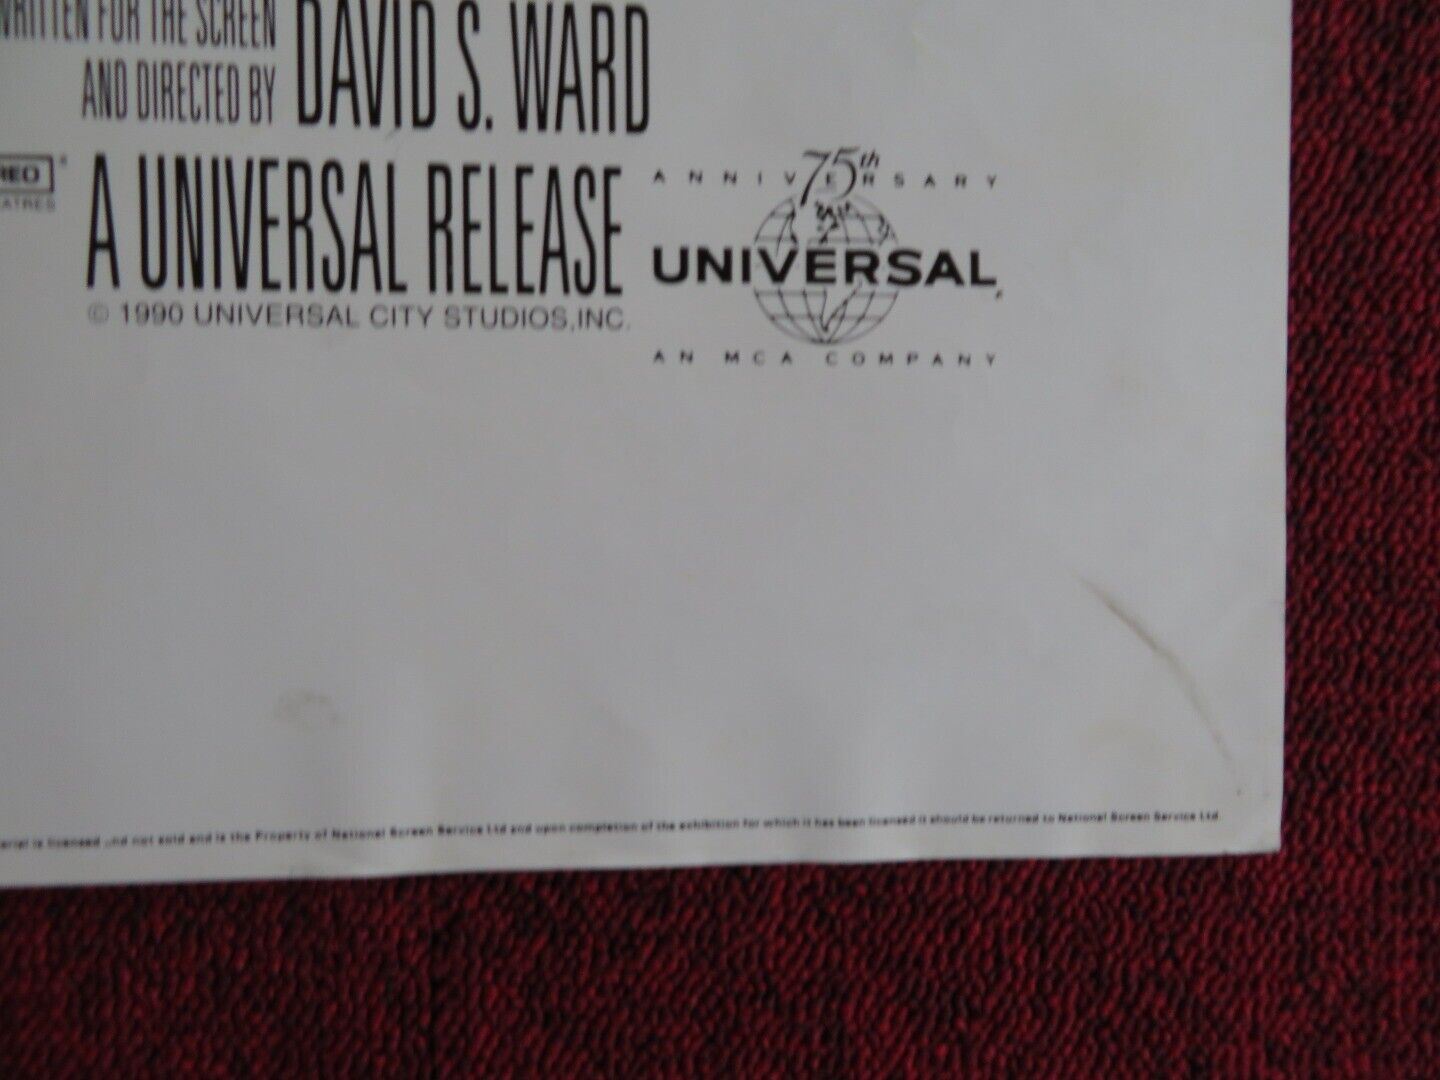 WRITTEN FOR THE SCREEN
AND DIRECTED BY DAVID S. WARD
A UNIVERSAL RELEASE
© 1990 UNIVERSAL CITY STUDIOS, INC.
75th
ANNIVERSARY
UNIVERSAL
AN MCA COMPANY
is licensed and not sold and is the Property of National Screen Service Ltd and upon completion of the exhibition for which it has been licensed it should be returned to National Screen Service Ltd.